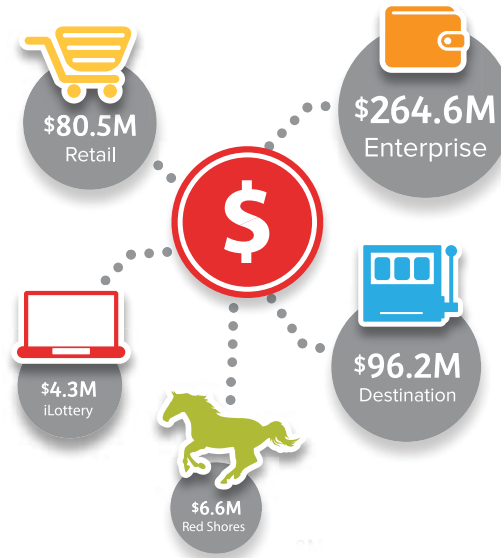 $80.5M
Retail
$264.6M
Enterprise
$
$4.3M
iLottery
$96.2M
Destination
$6.6M
Red Shores